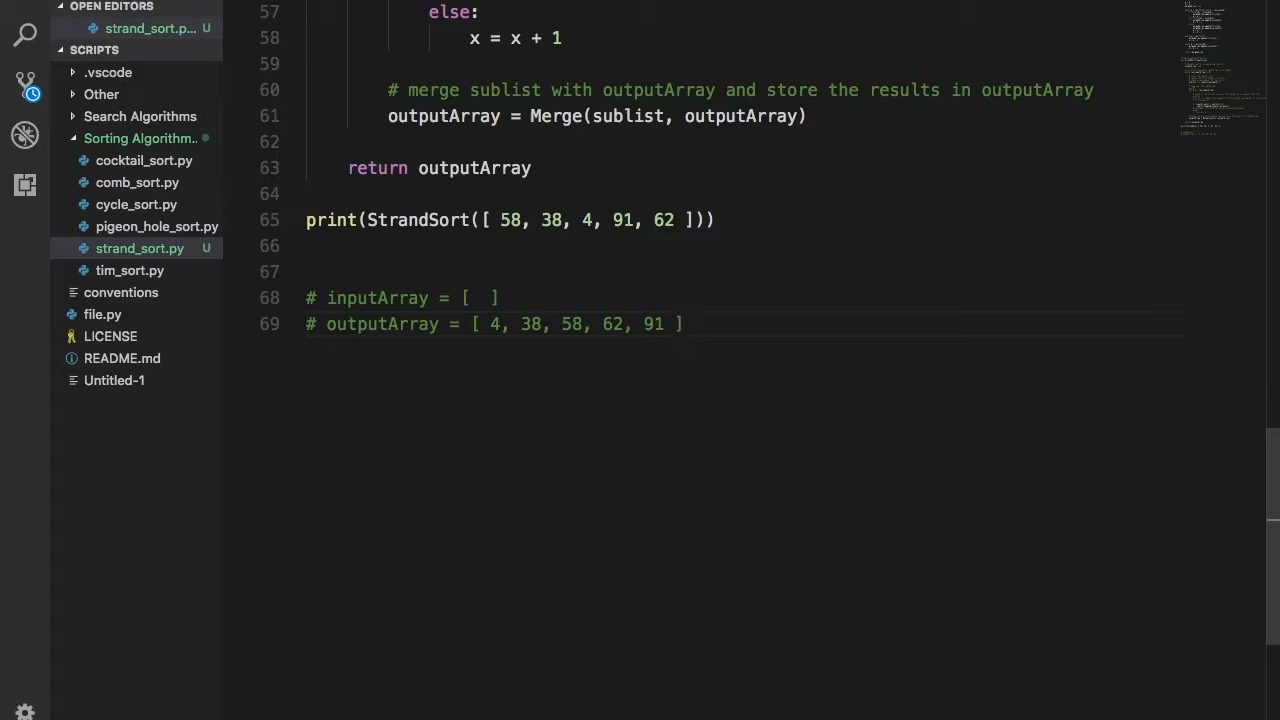 OPEN EDITORS
strand_sort.p... U
SCRIPTS
.vscode
Other
Search Algorithms
Sorting Algorithm..
cocktail_sort.py
comb_sort.py
cycle_sort.py
pigeon_hole_sort.py
strand_sort.py U
tim_sort.py
conventions
file.py
LICENSE
README.md
Untitled-1
57 else:
58 x = x + 1
59
60 # merge sublist with outputArray and store the results in outputArray
61 outputArray = Merge(sublist, outputArray)
62
63 return outputArray
64
65 print(StrandSort([ 58, 38, 4, 91, 62 ]))
66
67
68 # inputArray = [  ]
69 # outputArray = [ 4, 38, 58, 62, 91 ]